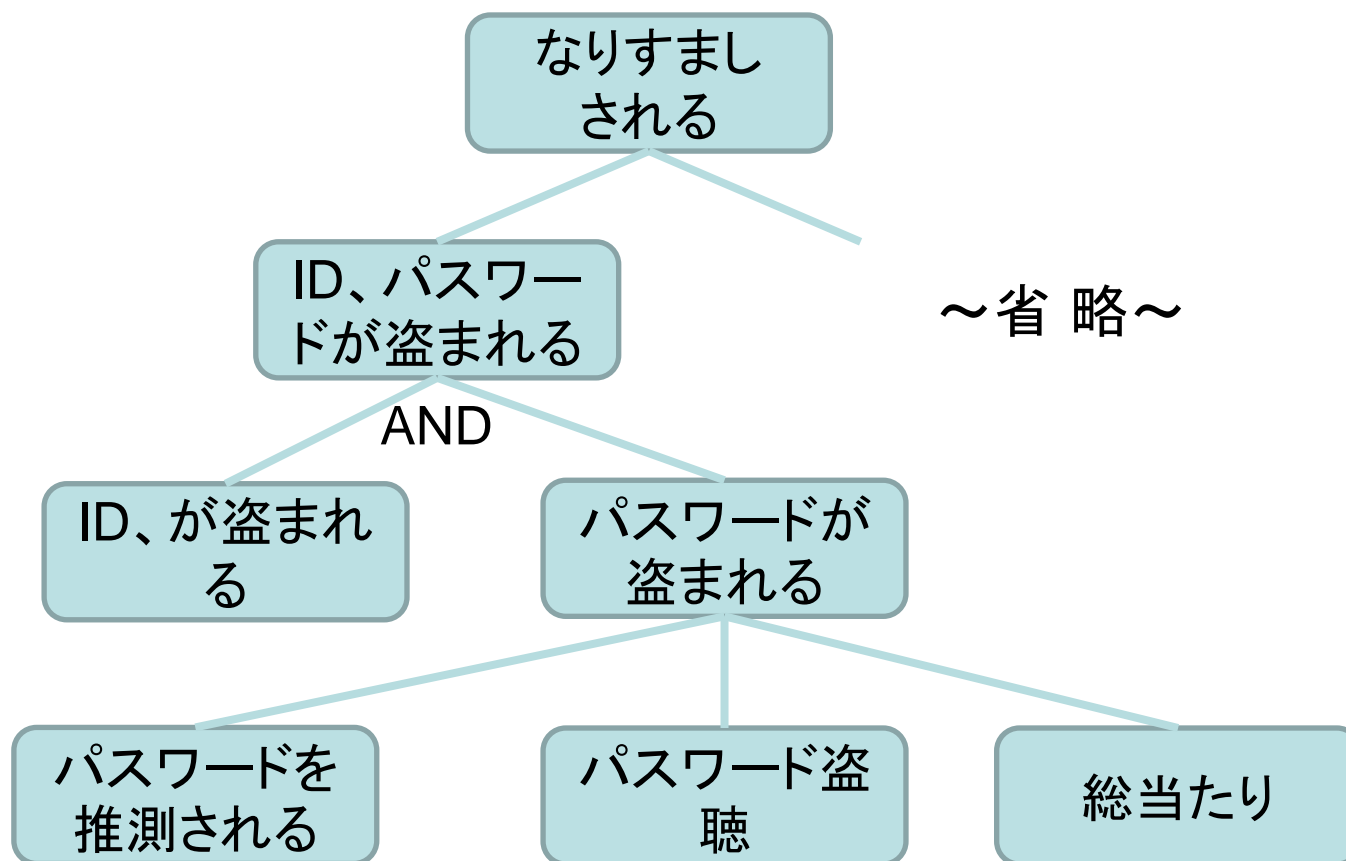 なりすまし
される
ID、パスワー
ドが盗まれる
～省 略～
AND
ID、が盗まれ
る
パスワードが
盗まれる
パスワードを
推測される
パスワード盗
聴
総当たり